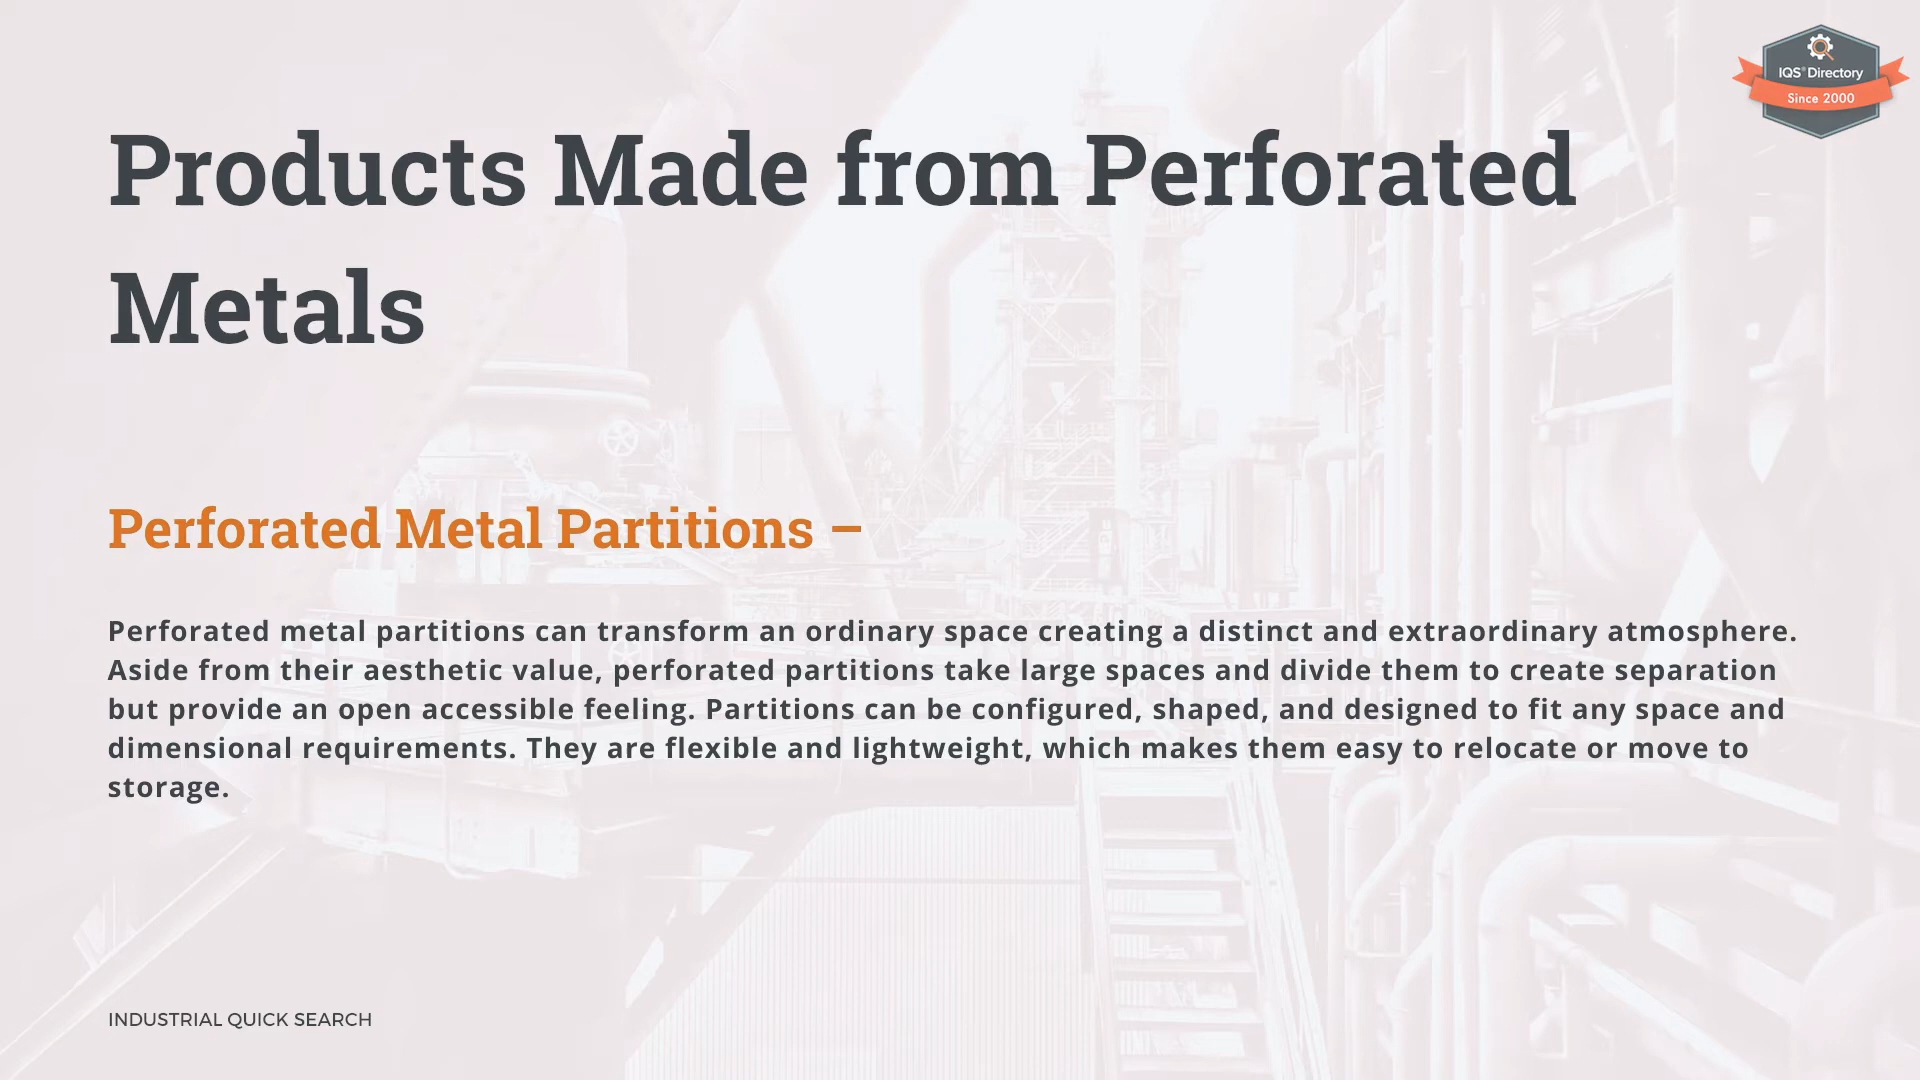 IQS® Directory
Since 2000
Products Made from Perforated
Metals
Perforated Metal Partitions –
Perforated metal partitions can transform an ordinary space creating a distinct and extraordinary atmosphere.
Aside from their aesthetic value, perforated partitions take large spaces and divide them to create separation
but provide an open accessible feeling. Partitions can be configured, shaped, and designed to fit any space and
dimensional requirements. They are flexible and lightweight, which makes them easy to relocate or move to
storage.
INDUSTRIAL QUICK SEARCH